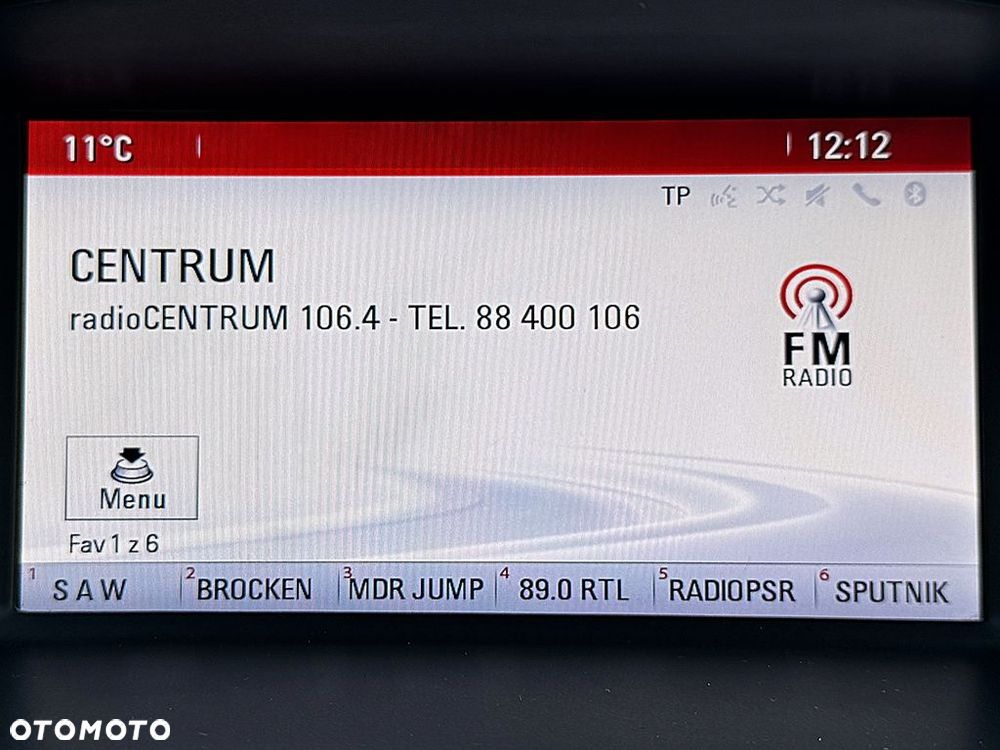 11°C 12:12
TP
CENTRUM
radioCENTRUM 106.4 - TEL. 88 400 106
FM
RADIO
Menu
Fav 1 z 6
1 S A W 2 BROCKEN 3 MDR JUMP 4 89.0 RTL 5 RADIOPSR 6 SPUTNIK
OTOMOTO